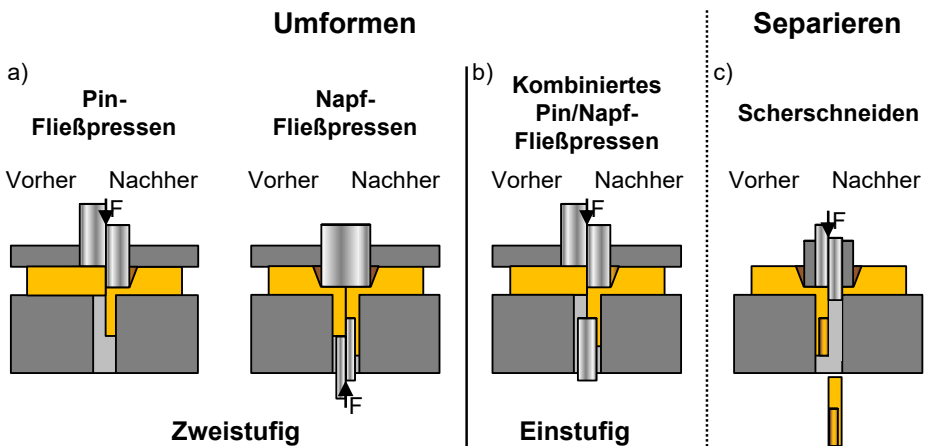 Umformen
Separieren
a)
Pin-
Fließpressen
Napf-
Fließpressen
b)
Kombiniertes
Pin/Napf-
Fließpressen
c)
Scherschneiden
Vorher Nachher
Vorher Nachher
Vorher Nachher
Vorher Nachher
F
F
F
F
Zweistufig
Einstufig